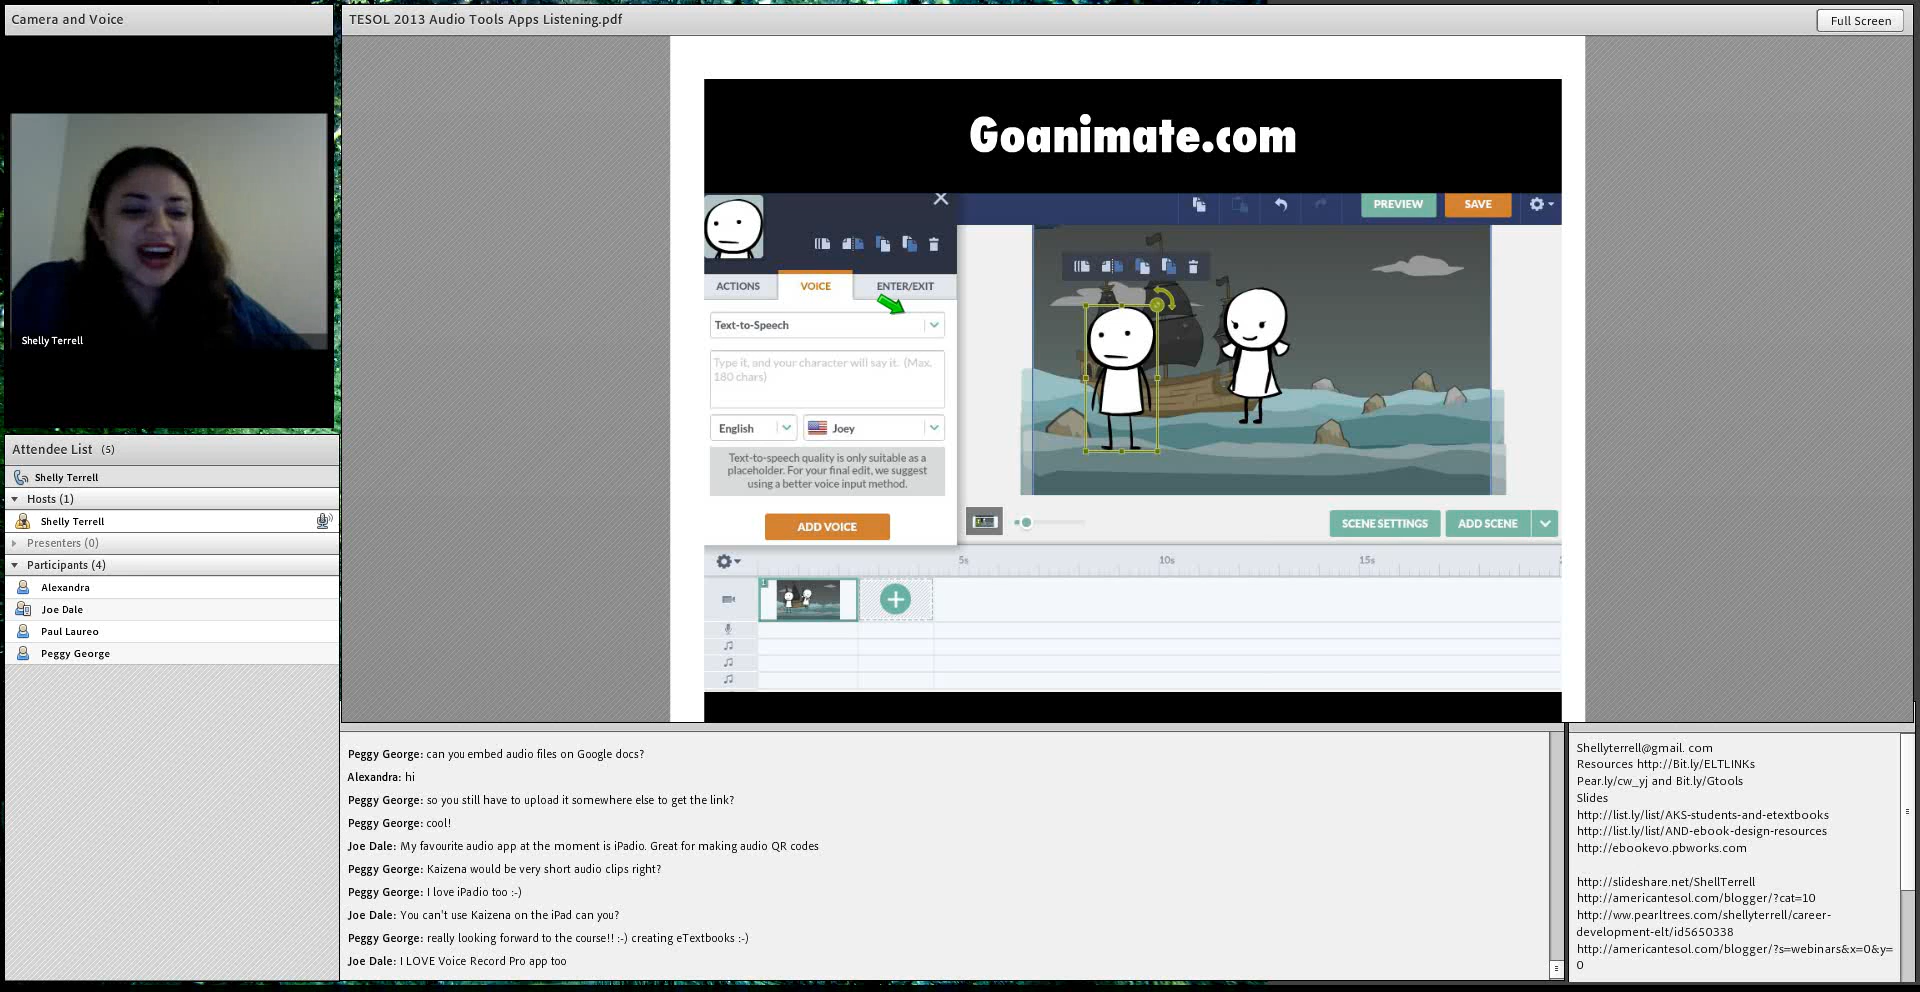 Camera and Voice
TESOL 2013 Audio Tools Apps Listening.pdf
Full Screen
Shelly Terrell
Goanimate.com
PREVIEW
SAVE
ACTIONS
VOICE
ENTER/EXIT
Text-to-Speech
Type it, and your character will say it. (Max.
180 chars)
English
Joey
Text-to-speech quality is only suitable as a
placeholder. For your final edit, we suggest
using a better voice input method.
ADD VOICE
SCENE SETTINGS
ADD SCENE
5s
10s
15s
1
Attendee List (5)
Shelly Terrell
Hosts (1)
Shelly Terrell
Presenters (0)
Participants (4)
Alexandra
Joe Dale
Paul Laureo
Peggy George
Peggy George: can you embed audio files on Google docs?
Alexandra: hi
Peggy George: so you still have to upload it somewhere else to get the link?
Peggy George: cool!
Joe Dale: My favourite audio app at the moment is iPadio. Great for making audio QR codes
Peggy George: Kaizena would be very short audio clips right?
Peggy George: I love iPadio too :-)
Joe Dale: You can't use Kaizena on the iPad can you?
Peggy George: really looking forward to the course!! :-) creating eTextbooks :-)
Joe Dale: I LOVE Voice Record Pro app too
Shellyterrell@gmail. com
Resources http://Bit.ly/ELTLINKs
Pear.ly/cw_yj and Bit.ly/Gtools
Slides
http://list.ly/list/AKS-students-and-etextbooks
http://list.ly/list/AND-ebook-design-resources
http://ebookevo.pbworks.com
http://slideshare.net/ShellTerrell
http://americantesol.com/blogger/?cat=10
http://ww.pearltrees.com/shellyterrell/career-
development-elt/id5650338
http://americantesol.com/blogger/?s=webinars&x=0&y=
0